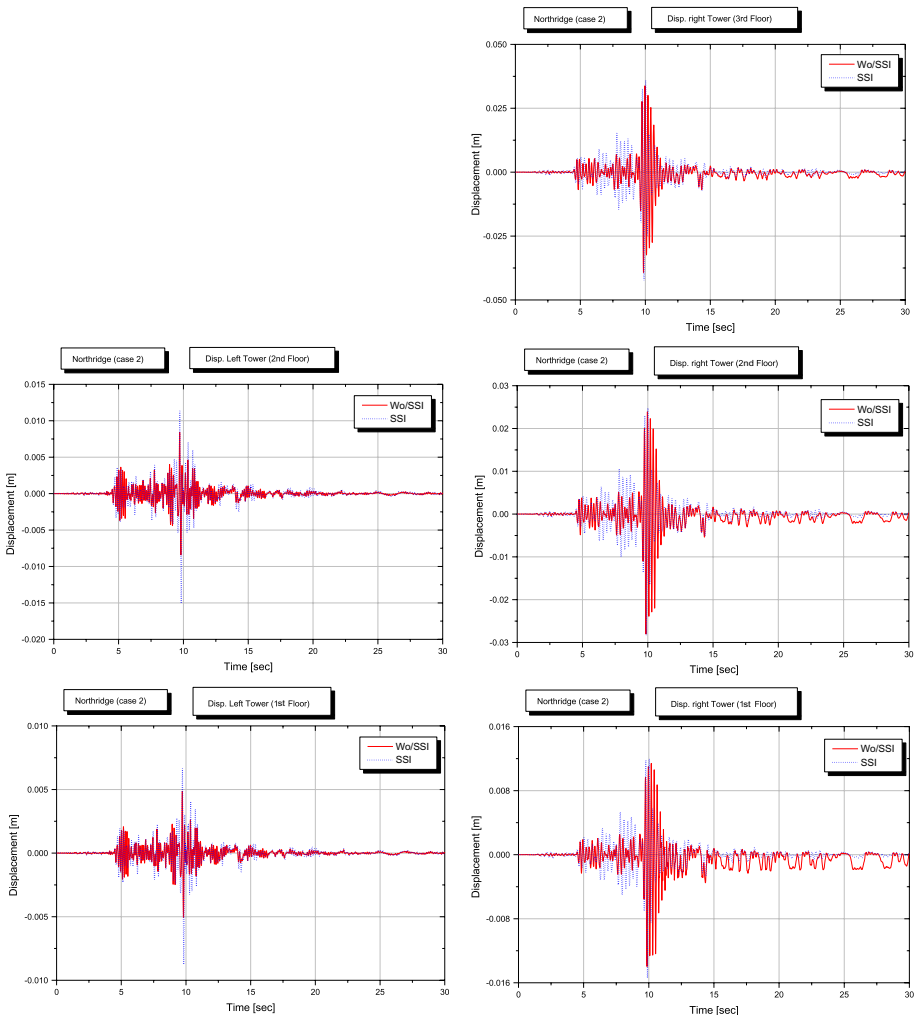 Northridge (case 2)
Disp. right Tower (3rd Floor)
0.050
0.025
0.000
-0.025
-0.050
Displacement [m]
Wo/SSI
SSI
0 5 10 15 20 25 30
Time [sec]
Northridge (case 2)
Disp. Left Tower (2nd Floor)
0.015
0.010
0.005
0.000
-0.005
-0.010
-0.015
-0.020
Displacement [m]
Wo/SSI
SSI
0 5 10 15 20 25 30
Time [sec]
Northridge (case 2)
Disp. right Tower (2nd Floor)
0.03
0.02
0.01
0.00
-0.01
-0.02
-0.03
Displacement [m]
Wo/SSI
SSI
0 5 10 15 20 25 30
Time [sec]
Northridge (case 2)
Disp. Left Tower (1st Floor)
0.010
0.005
0.000
-0.005
-0.010
Displacement [m]
Wo/SSI
SSI
0 5 10 15 20 25 30
Time [sec]
Northridge (case 2)
Disp. right Tower (1st Floor)
0.016
0.008
0.000
-0.008
-0.016
Displacement [m]
Wo/SSI
SSI
0 5 10 15 20 25 30
Time [sec]